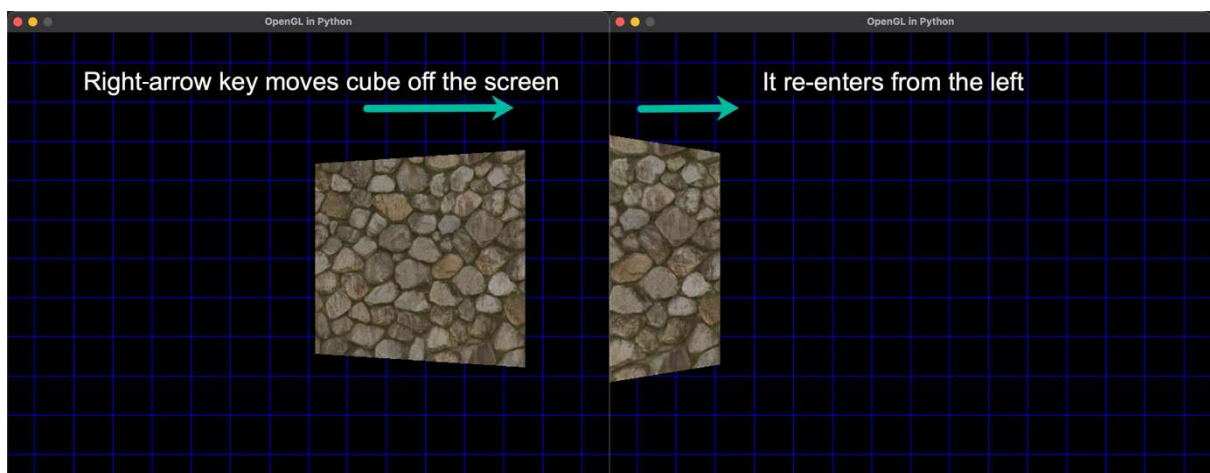 OpenGL in Python
OpenGL in Python
Right-arrow key moves cube off the screen
It re-enters from the left